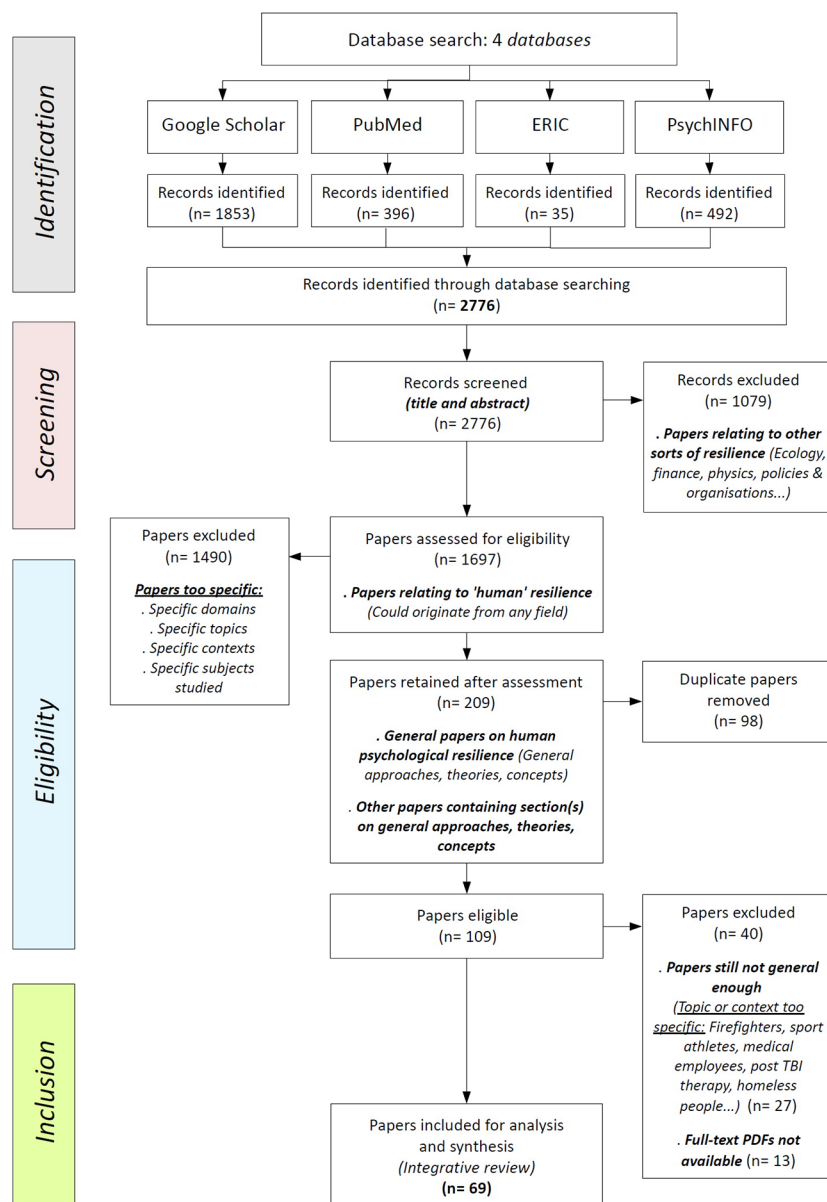 Database search: 4 databases
Identification
Google Scholar
PubMed
ERIC
PsychINFO
Records identified
(n= 1853)
Records identified
(n= 396)
Records identified
(n= 35)
Records identified
(n= 492)
Records identified through database searching
(n= 2776)
Screening
Records screened
(title and abstract)
(n= 2776)
Records excluded
(n= 1079)
. Papers relating to other
sorts of resilience (Ecology,
finance, physics, policies &
organisations...)
Eligibility
Papers excluded
(n= 1490)
Papers too specific:
. Specific domains
. Specific topics
. Specific contexts
. Specific subjects
studied
Papers assessed for eligibility
(n= 1697)
. Papers relating to 'human' resilience
(Could originate from any field)
Papers retained after assessment
(n= 209)
. General papers on human
psychological resilience (General
approaches, theories, concepts)
. Other papers containing section(s)
on general approaches, theories,
concepts
Duplicate papers
removed
(n= 98)
Papers eligible
(n= 109)
Papers excluded
(n= 40)
. Papers still not general
enough
(Topic or context too
specific: Firefighters, sport
athletes, medical
employees, post TBI
therapy, homeless
people...) (n= 27)
. Full-text PDFs not
available (n= 13)
Inclusion
Papers included for analysis
and synthesis
(Integrative review)
(n= 69)